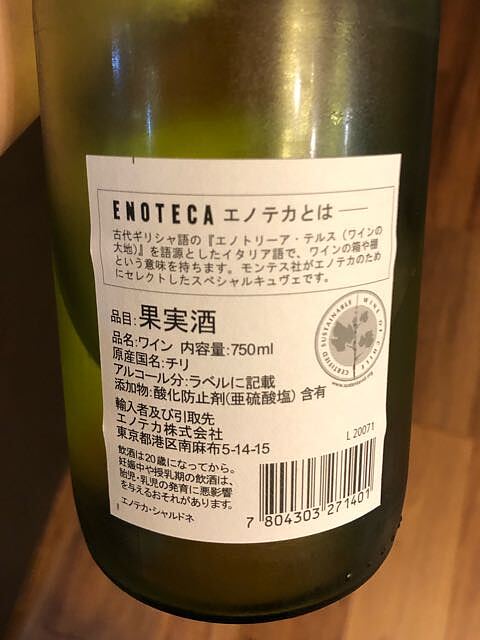 ENOTECA エノテカとは──
古代ギリシャ語の『エノトリーア・テルス（ワインの
大地）』を語源としたイタリア語で、ワインの箱や棚
という意味を持ちます。モンテス社がエノテカのため
にセレクトしたスペシャルキュヴェです。
品目:果実酒
品名:ワイン 内容量:750ml
原産国名:チリ
アルコール分:ラベルに記載
添加物:酸化防止剤(亜硫酸塩)含有
輸入者及び引取先
エノテカ株式会社
東京都港区南麻布5-14-15
飲酒は20歳になってから。
妊娠中や授乳期の飲酒は、
胎児・乳児の発育に悪影響
を与えるおそれがあります。
エノテカ・シャルドネ
CERTIFIED SUSTAINABLE WINE OF CHILE
L 20071
7 804303 271401